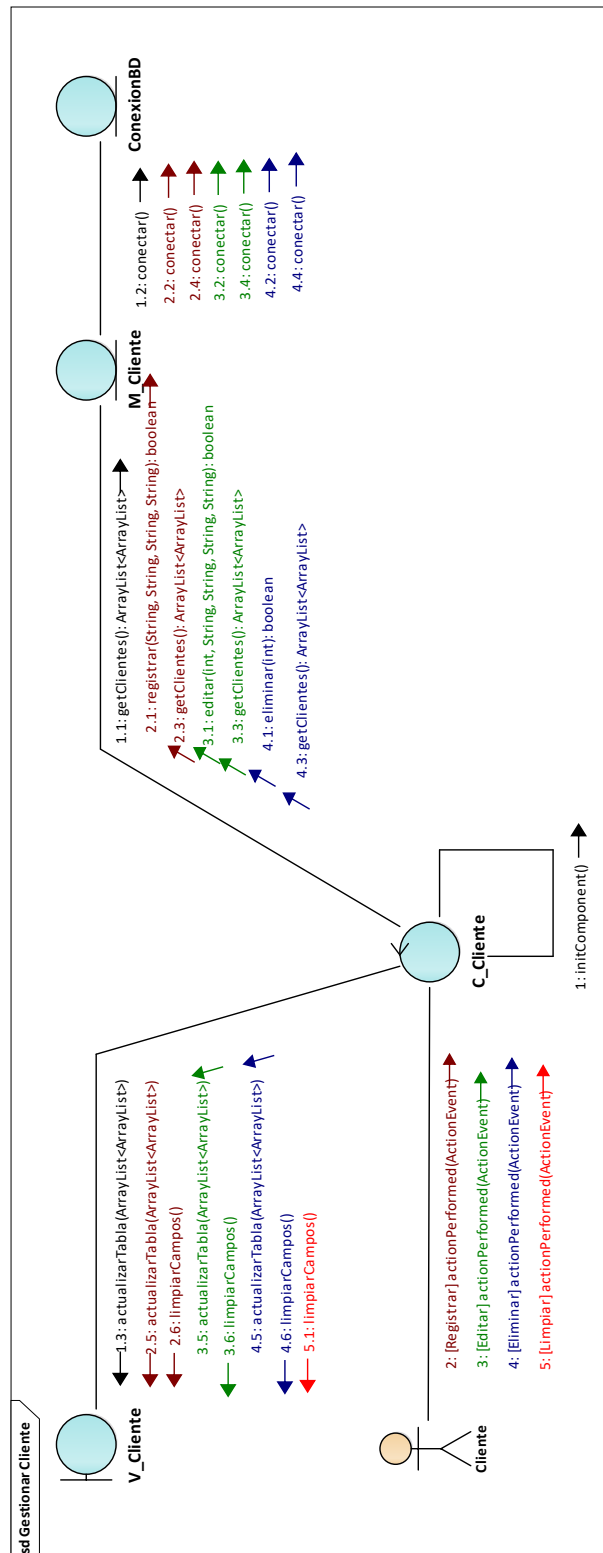 sd Gestionar Cliente
V_Cliente
M_Cliente
ConexionBD
1.3: actualizarTabla(ArrayList<ArrayList>)
2.5: actualizarTabla(ArrayList<ArrayList>)
2.6: limpiarCampos()
3.5: actualizarTabla(ArrayList<ArrayList>)
3.6: limpiarCampos()
4.5: actualizarTabla(ArrayList<ArrayList>)
4.6: limpiarCampos()
5.1: limpiarCampos()
1.1: getClientes(): ArrayList<ArrayList>
2.1: registrar(String, String, String, String): boolean
2.3: getClientes(): ArrayList<ArrayList>
3.1: editar(int, String, String, String, String): boolean
3.3: getClientes(): ArrayList<ArrayList>
4.1: eliminar(int): boolean
4.3: getClientes(): ArrayList<ArrayList>
1.2: conectar()
2.2: conectar()
2.4: conectar()
3.2: conectar()
3.4: conectar()
4.2: conectar()
4.4: conectar()
Cliente
C_Cliente
2: [Registrar] actionPerformed(ActionEvent)
3: [Editar] actionPerformed(ActionEvent)
4: [Eliminar] actionPerformed(ActionEvent)
5: [Limpiar] actionPerformed(ActionEvent)
1: initComponent()